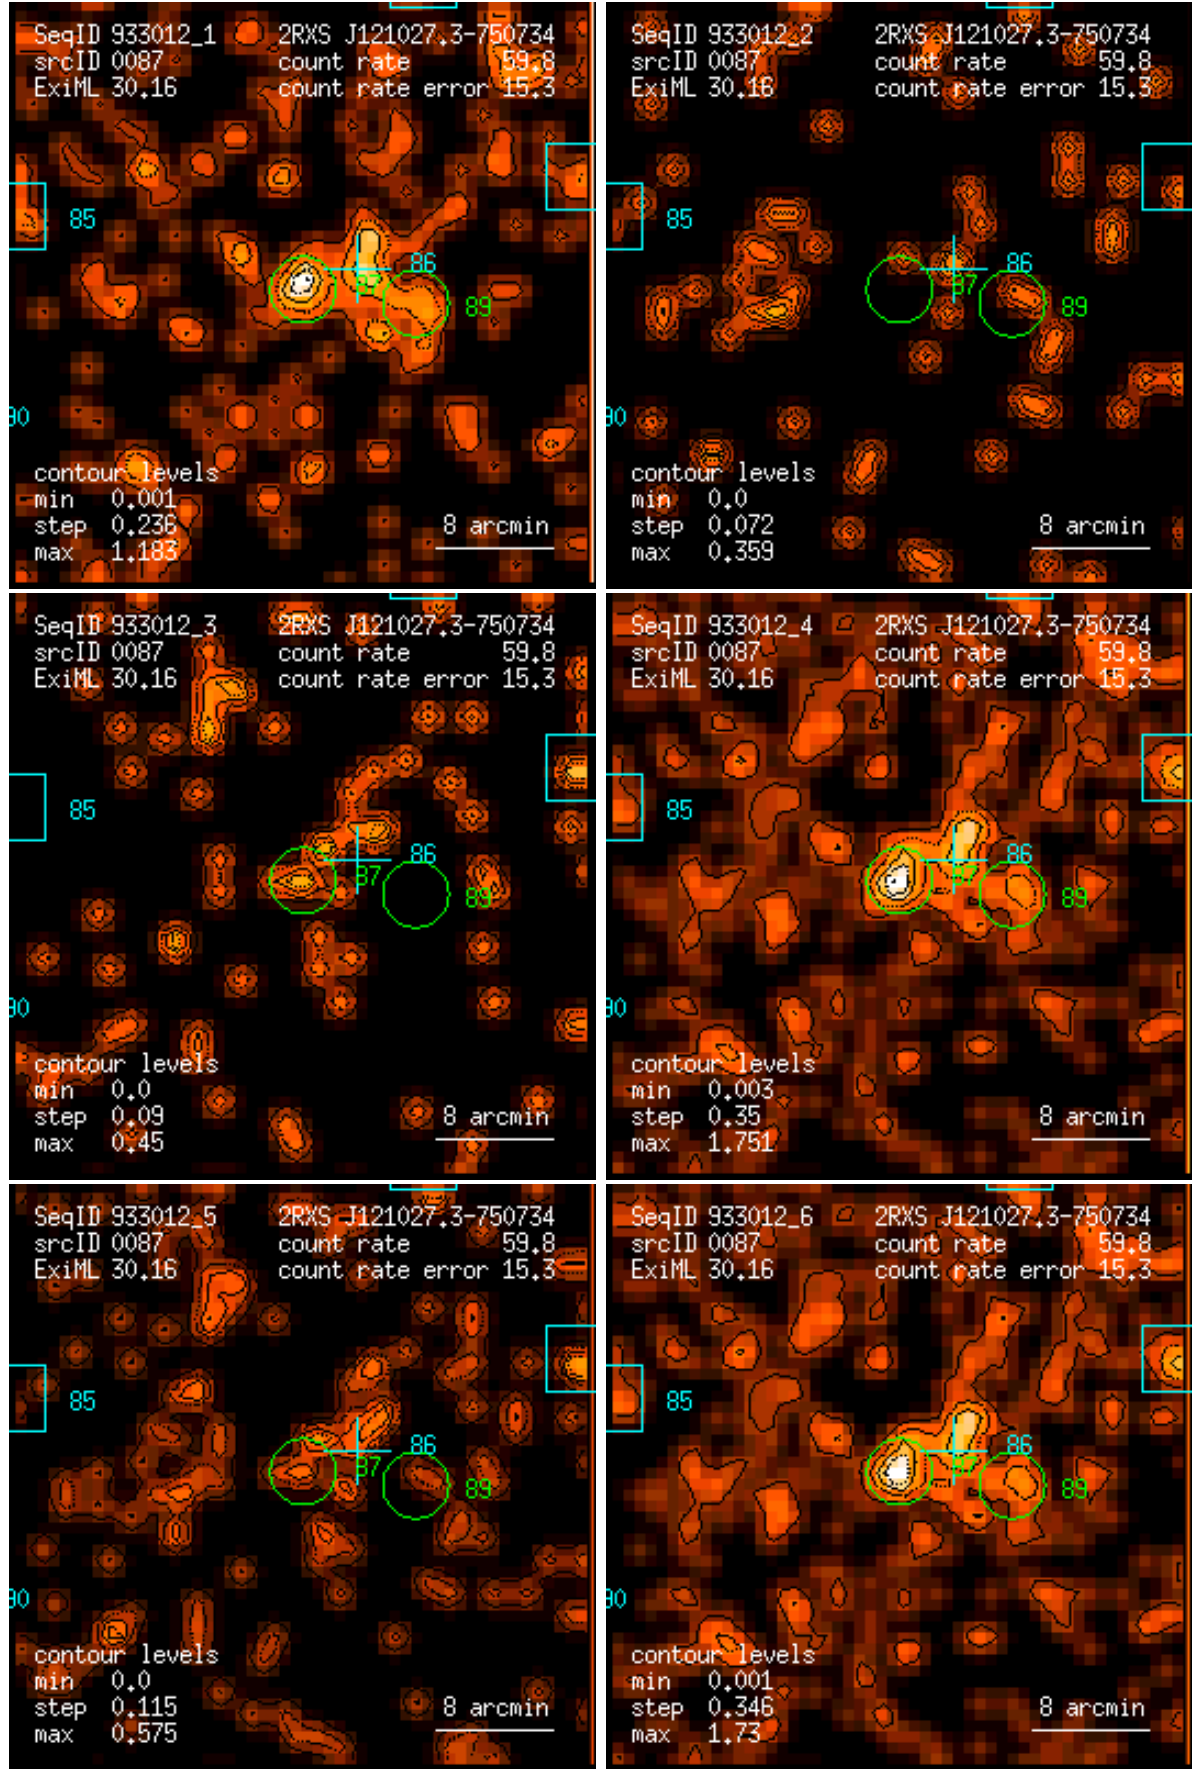 SeqID 933012_1 2RXS J121027.3-750734
srcID 0087 count rate 59.8
ExiML 30.16 count rate error 15.3
85
86
87
89
90
contour levels
min 0.001
step 0.236 8 arcmin
max 1.183
SeqID 933012_2 2RXS J121027.3-750734
srcID 0087 count rate 59.8
ExiML 30.16 count rate error 15.3
85
86
87
89
90
contour levels
min 0.0
step 0.072 8 arcmin
max 0.359
SeqID 933012_3 2RXS J121027.3-750734
srcID 0087 count rate 59.8
ExiML 30.16 count rate error 15.3
85
86
87
89
90
contour levels
min 0.0
step 0.09 8 arcmin
max 0.45
SeqID 933012_4 2RXS J121027.3-750734
srcID 0087 count rate 59.8
ExiML 30.16 count rate error 15.3
85
86
87
89
90
contour levels
min 0.003
step 0.35 8 arcmin
max 1.751
SeqID 933012_5 2RXS J121027.3-750734
srcID 0087 count rate 59.8
ExiML 30.16 count rate error 15.3
85
86
87
89
90
contour levels
min 0.0
step 0.115 8 arcmin
max 0.575
SeqID 933012_6 2RXS J121027.3-750734
srcID 0087 count rate 59.8
ExiML 30.16 count rate error 15.3
85
86
87
89
90
contour levels
min 0.001
step 0.346 8 arcmin
max 1.73